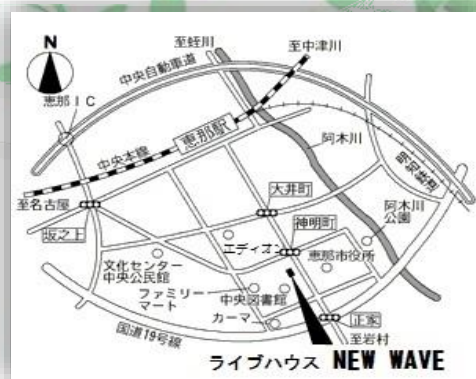 N
至蛭川
至中津川
中央自動車道
恵那IC
恵那駅
中央本線
阿木川
明知鉄道
至名古屋
大井町
阿木川
公園
坂之上
神明町
エディオン
文化センター
中央公民館
恵那市役所
ファミリー
マート
中央図書館
カーマ
正家
国道19号線
至岩村
ライブハウス NEW WAVE